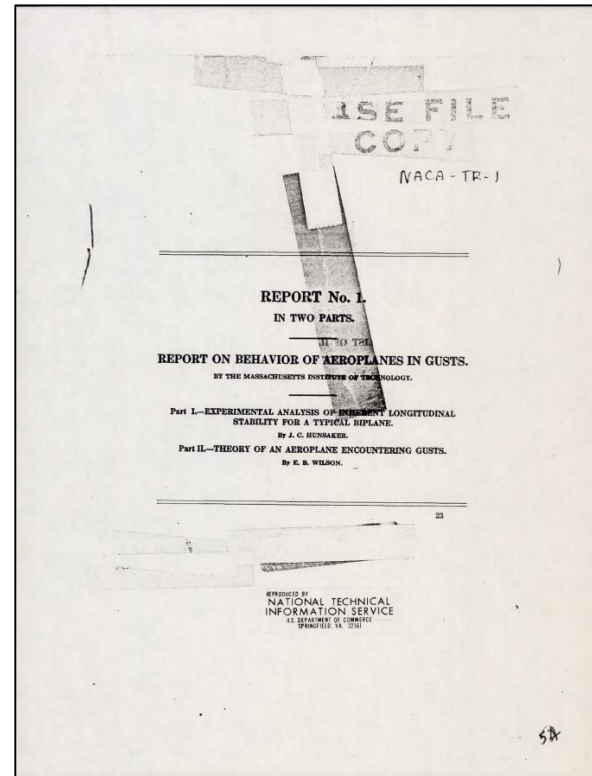 ASE FILE
COPY
NACA-TR-1
REPORT No. 1.
IN TWO PARTS.
REPORT ON BEHAVIOR OF AEROPLANES IN GUSTS.
BY THE MASSACHUSETTS INSTITUTE OF TECHNOLOGY.
Part I.—EXPERIMENTAL ANALYSIS OF INHERENT LONGITUDINAL
STABILITY FOR A TYPICAL BIPLANE.
By J. C. HUNSAKER.
Part II.—THEORY OF AN AEROPLANE ENCOUNTERING GUSTS.
By E. B. WILSON.
23
REPRODUCED BY
NATIONAL TECHNICAL
INFORMATION SERVICE
U.S. DEPARTMENT OF COMMERCE
SPRINGFIELD, VA. 22161